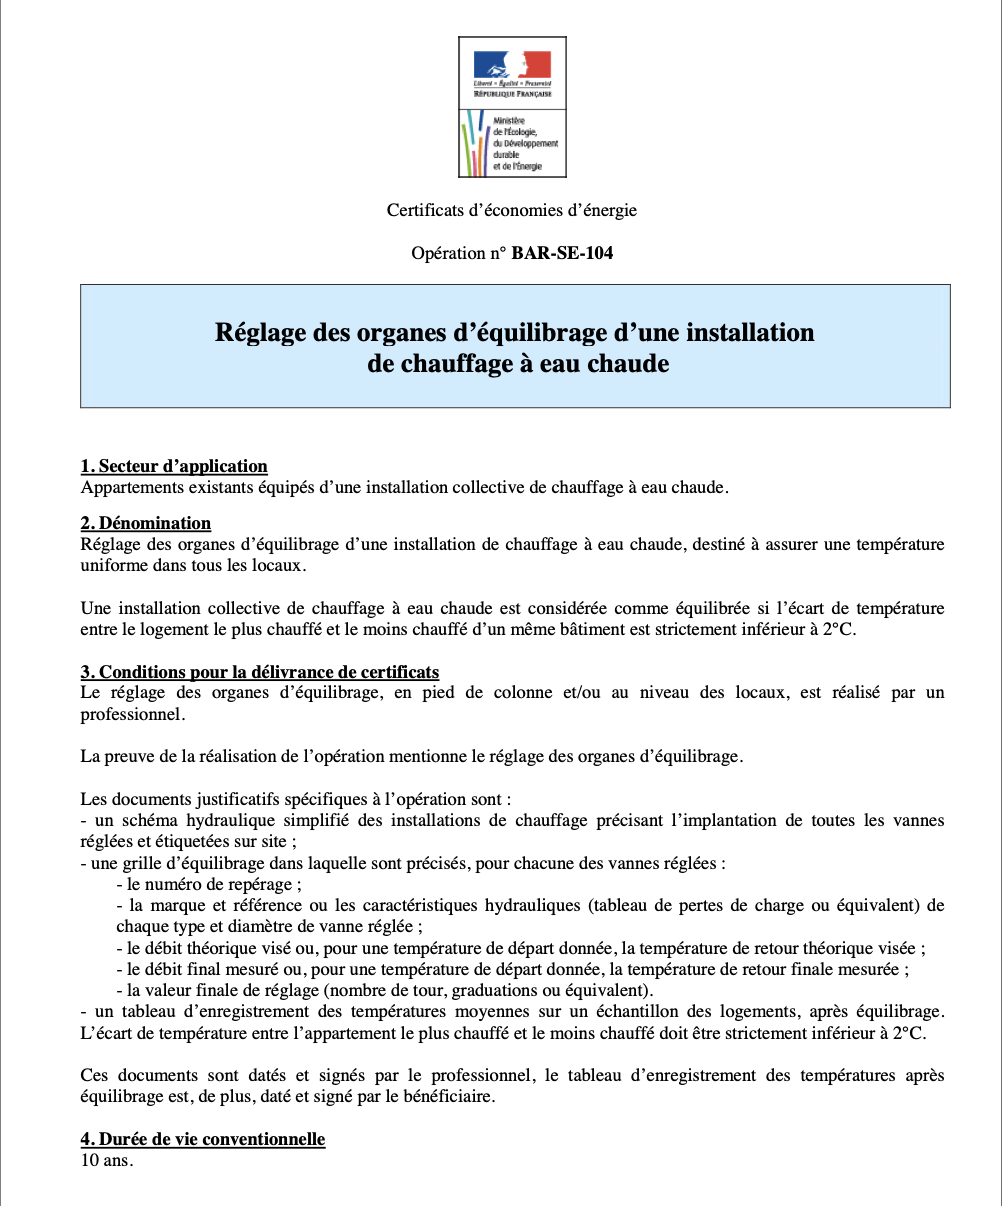 Liberté • Égalité • Fraternité
RÉPUBLIQUE FRANÇAISE
Ministère
de l'Écologie,
du Développement
durable
et de l'Énergie
Certificats d’économies d’énergie
Opération n° BAR-SE-104
Réglage des organes d’équilibrage d’une installation
de chauffage à eau chaude
1. Secteur d’application
Appartements existants équipés d’une installation collective de chauffage à eau chaude.
2. Dénomination
Réglage des organes d’équilibrage d’une installation de chauffage à eau chaude, destiné à assurer une température
uniforme dans tous les locaux.
Une installation collective de chauffage à eau chaude est considérée comme équilibrée si l’écart de température
entre le logement le plus chauffé et le moins chauffé d’un même bâtiment est strictement inférieur à 2°C.
3. Conditions pour la délivrance de certificats
Le réglage des organes d’équilibrage, en pied de colonne et/ou au niveau des locaux, est réalisé par un
professionnel.
La preuve de la réalisation de l’opération mentionne le réglage des organes d’équilibrage.
Les documents justificatifs spécifiques à l’opération sont :
- un schéma hydraulique simplifié des installations de chauffage précisant l’implantation de toutes les vannes
réglées et étiquetées sur site ;
- une grille d’équilibrage dans laquelle sont précisés, pour chacune des vannes réglées :
- le numéro de repérage ;
- la marque et référence ou les caractéristiques hydrauliques (tableau de pertes de charge ou équivalent) de
chaque type et diamètre de vanne réglée ;
- le débit théorique visé ou, pour une température de départ donnée, la température de retour théorique visée ;
- le débit final mesuré ou, pour une température de départ donnée, la température de retour finale mesurée ;
- la valeur finale de réglage (nombre de tour, graduations ou équivalent).
- un tableau d’enregistrement des températures moyennes sur un échantillon des logements, après équilibrage.
L’écart de température entre l’appartement le plus chauffé et le moins chauffé doit être strictement inférieur à 2°C.
Ces documents sont datés et signés par le professionnel, le tableau d’enregistrement des températures après
équilibrage est, de plus, daté et signé par le bénéficiaire.
4. Durée de vie conventionnelle
10 ans.